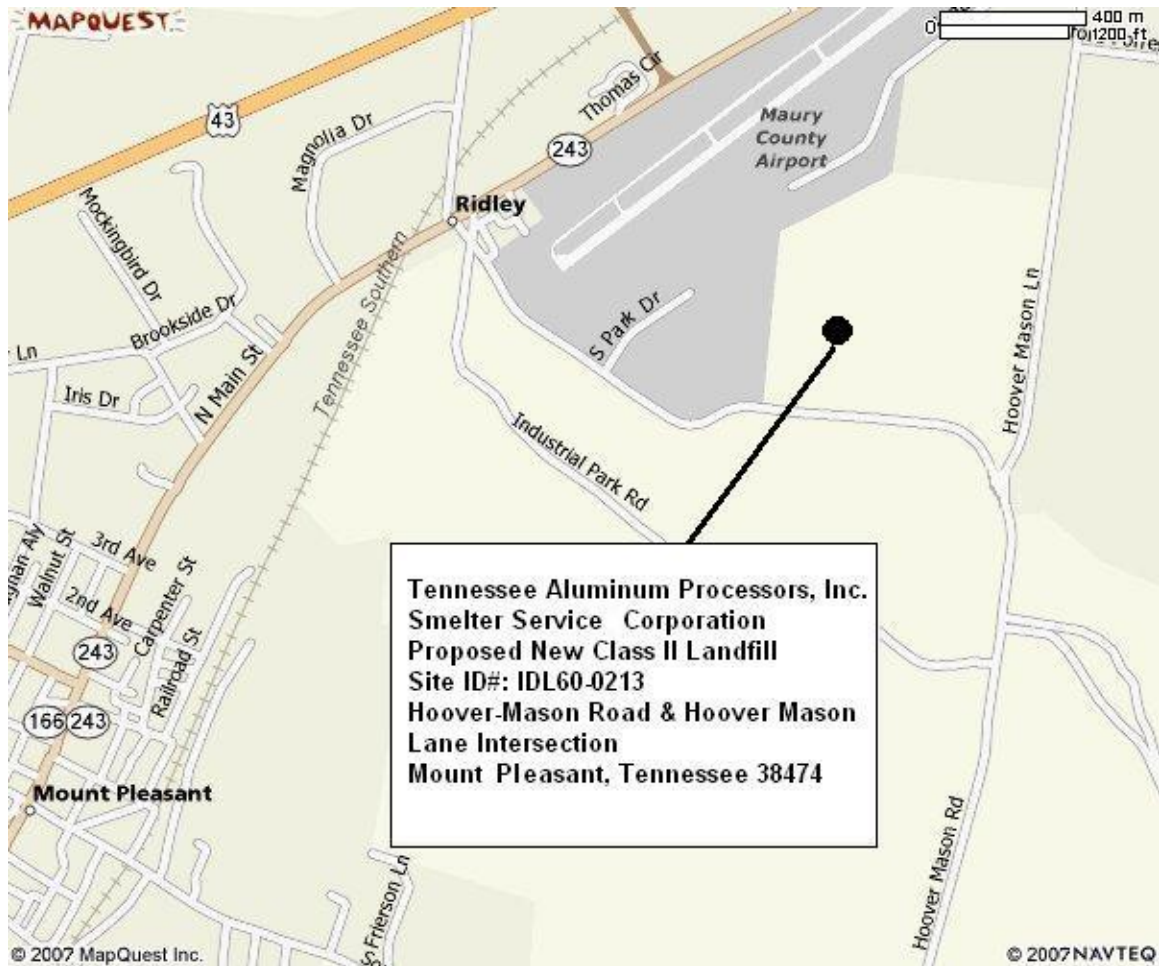 MAPQUEST
400 m
0
1200 ft
43
Thomas Cir
Maury
County
Airport
Magnolia Dr
243
Mockingbird Dr
Ridley
Tennessee Southern
Brookside Dr
S Park Dr
Hoover Mason Ln
Ln
N Main St
Iris Dr
Industrial Park Rd
3rd Ave
Walnut St
2nd Ave
Carpenter St
Railroad St
243
166 243
Mount Pleasant
Tennessee Aluminum Processors, Inc.
Smelter Service Corporation
Proposed New Class II Landfill
Site ID#: IDL60-0213
Hoover-Mason Road & Hoover Mason
Lane Intersection
Mount Pleasant, Tennessee 38474
Hoover Mason Rd
S Frierson Ln
© 2007 MapQuest Inc.
© 2007 NAVTEQ